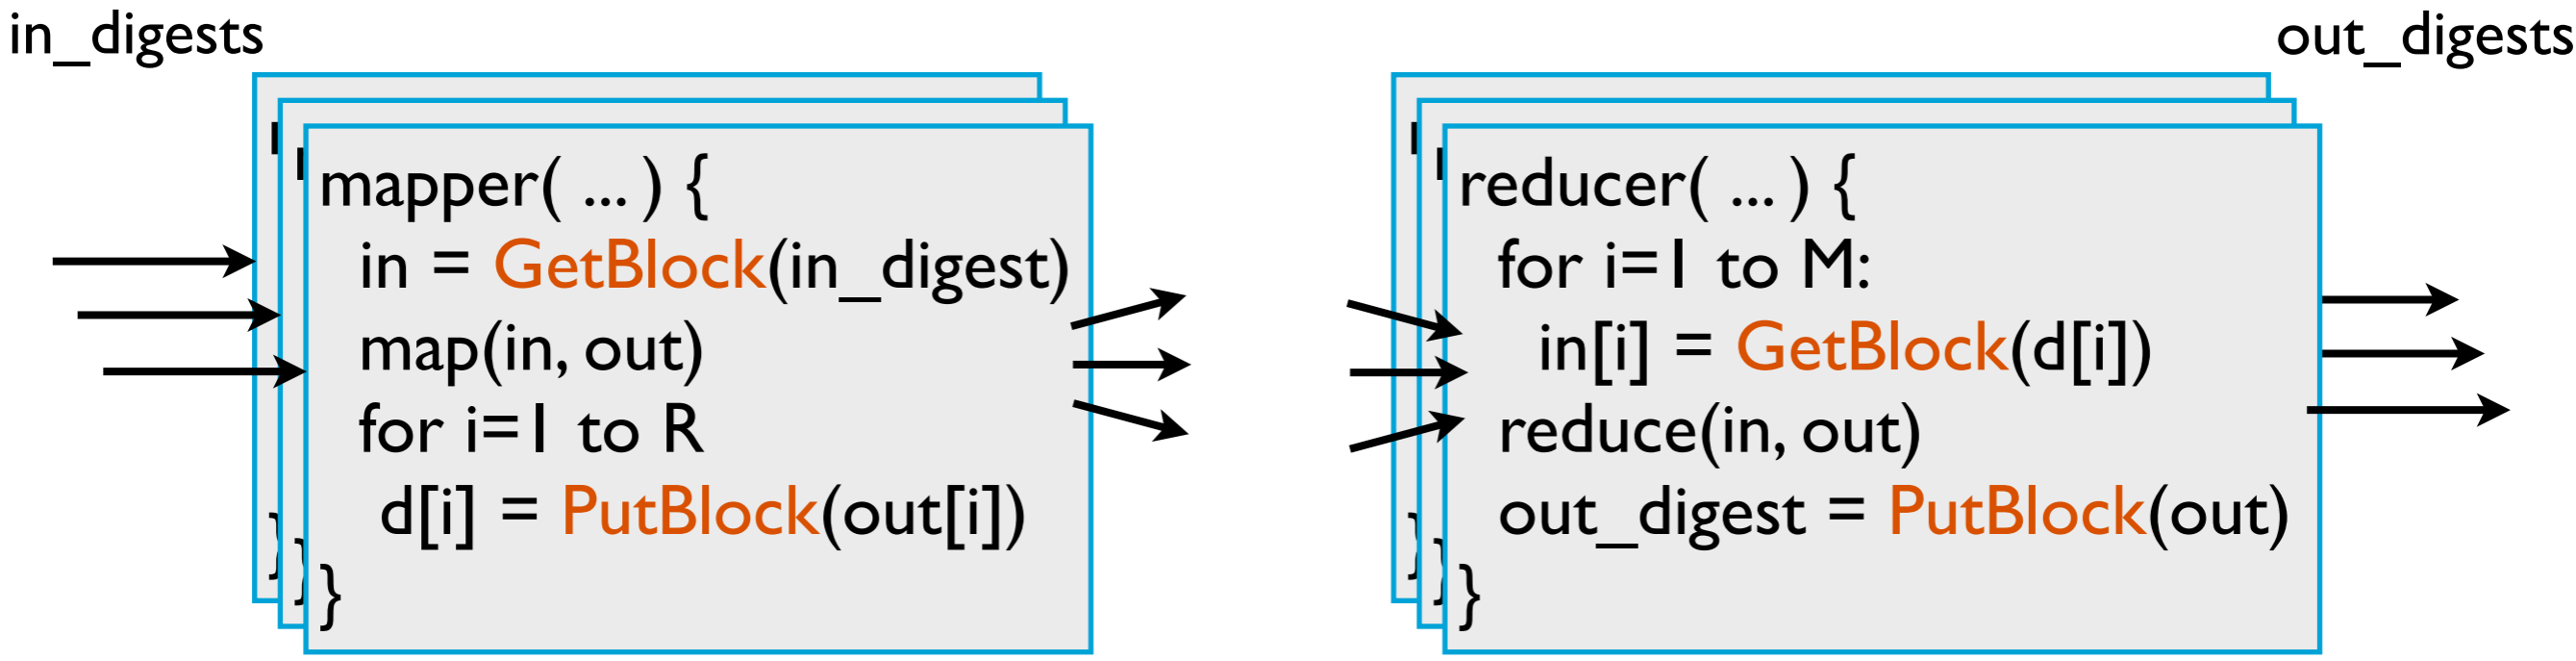 in_digests
out_digests
mapper( ... ) {
in = GetBlock(in_digest)
map(in, out)
for i=1 to R
d[i] = PutBlock(out[i])
}
reducer( ... ) {
for i=1 to M:
in[i] = GetBlock(d[i])
reduce(in, out)
out_digest = PutBlock(out)
}